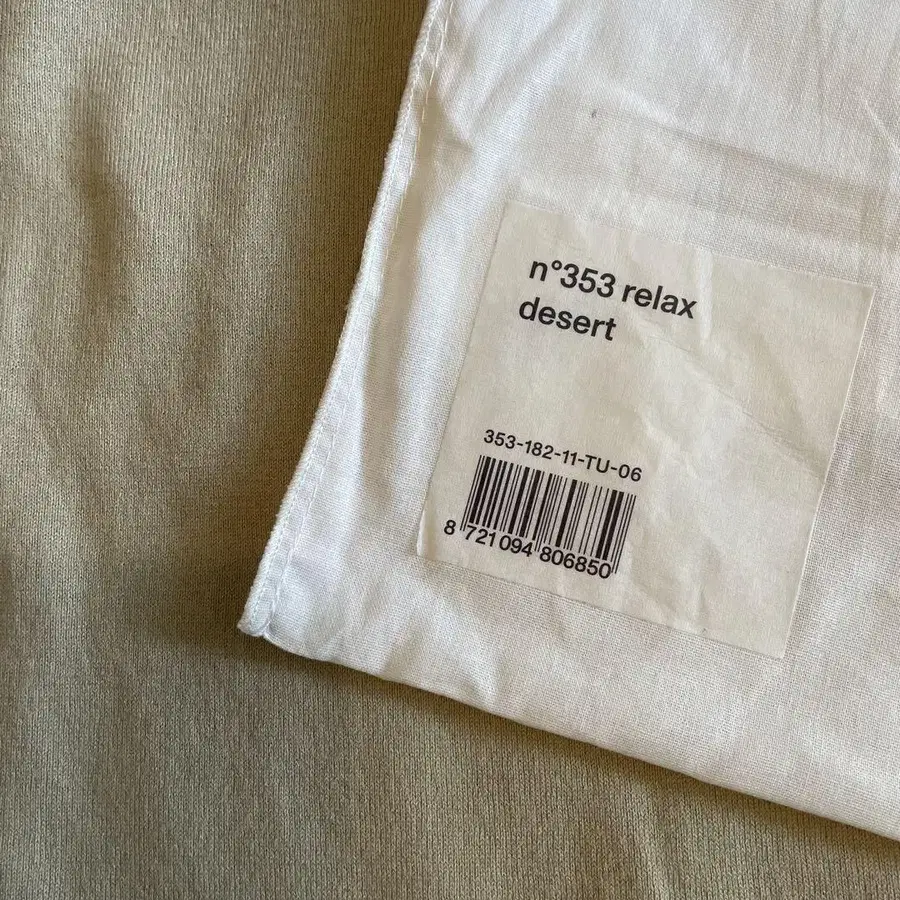 n°353 relax
desert
353-182-11-TU-06
8 721094 806850